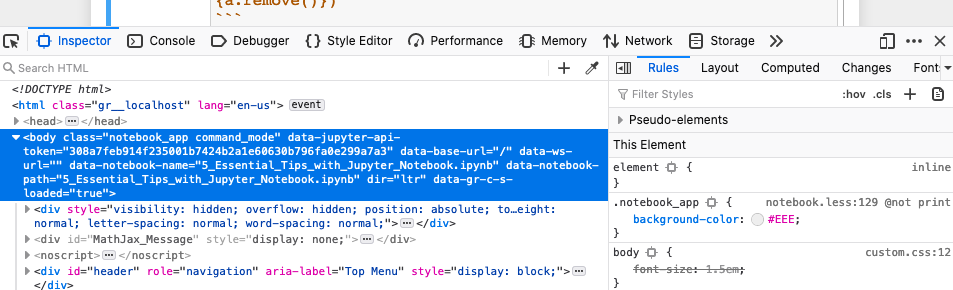 {a.remove()})
```
Inspector Console Debugger Style Editor Performance Memory Network Storage
Search HTML
Rules Layout Computed Changes Font
Filter Styles :hov .cls
<!DOCTYPE html>
<html class="gr__localhost" lang="en-us"> event
<head> </head>
<body class="notebook_app command_mode" data-jupyter-api-
token="308a7feb914f235001b7424b2a1e60630b796fa0e299a7a3" data-base-url="/" data-ws-
url="" data-notebook-name="5_Essential_Tips_with_Jupyter_Notebook.ipynb" data-notebook-
path="5_Essential_Tips_with_Jupyter_Notebook.ipynb" dir="ltr" data-gr-c-s-
loaded="true">
<div style="visibility: hidden; overflow: hidden; position: absolute; to…eight:
normal; letter-spacing: normal; word-spacing: normal;"> </div>
<div id="MathJax_Message" style="display: none;"> </div>
<noscript> </noscript>
<div id="header" role="navigation" aria-label="Top Menu" style="display: block;">
</div>
Pseudo-elements
This Element
element { inline
}
.notebook_app { notebook.less:129 @not print
background-color: #EEE;
}
body { custom.css:12
font-size: 1.5em;
}